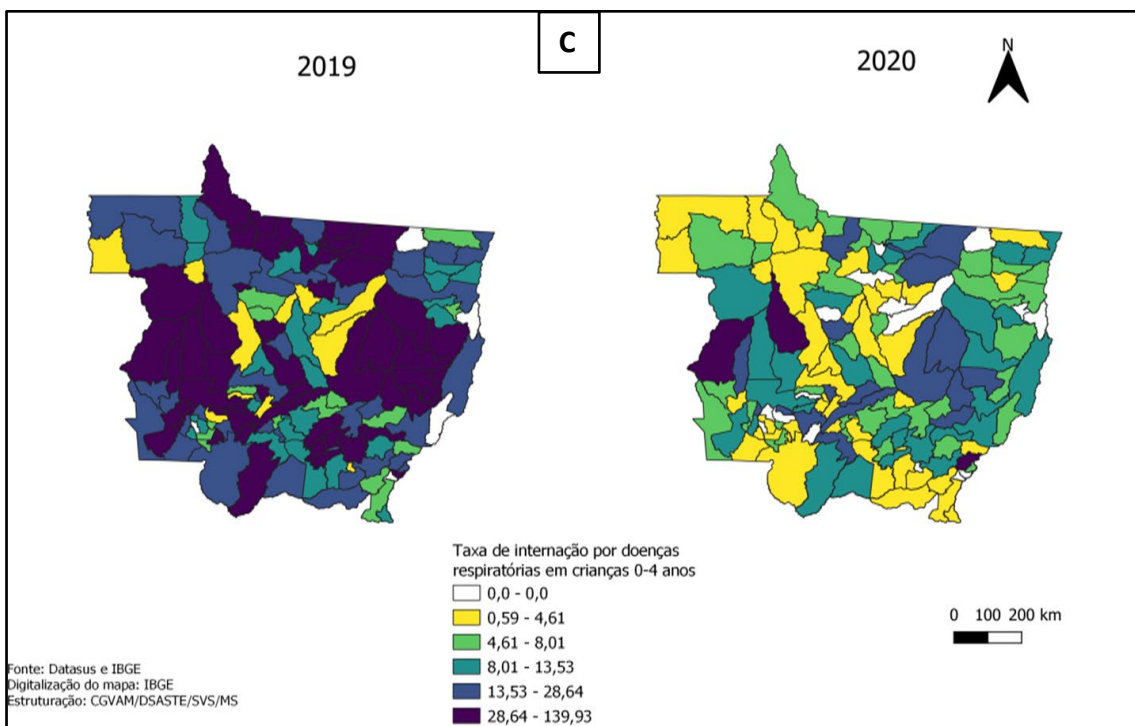 C
2019
2020
N
Taxa de internação por doenças
respiratórias em crianças 0-4 anos
0,0 - 0,0
0,59 - 4,61
4,61 - 8,01
8,01 - 13,53
13,53 - 28,64
28,64 - 139,93
0 100 200 km
Fonte: Datasus e IBGE
Digitalização do mapa: IBGE
Estruturação: CGVAM/DSASTE/SVS/MS